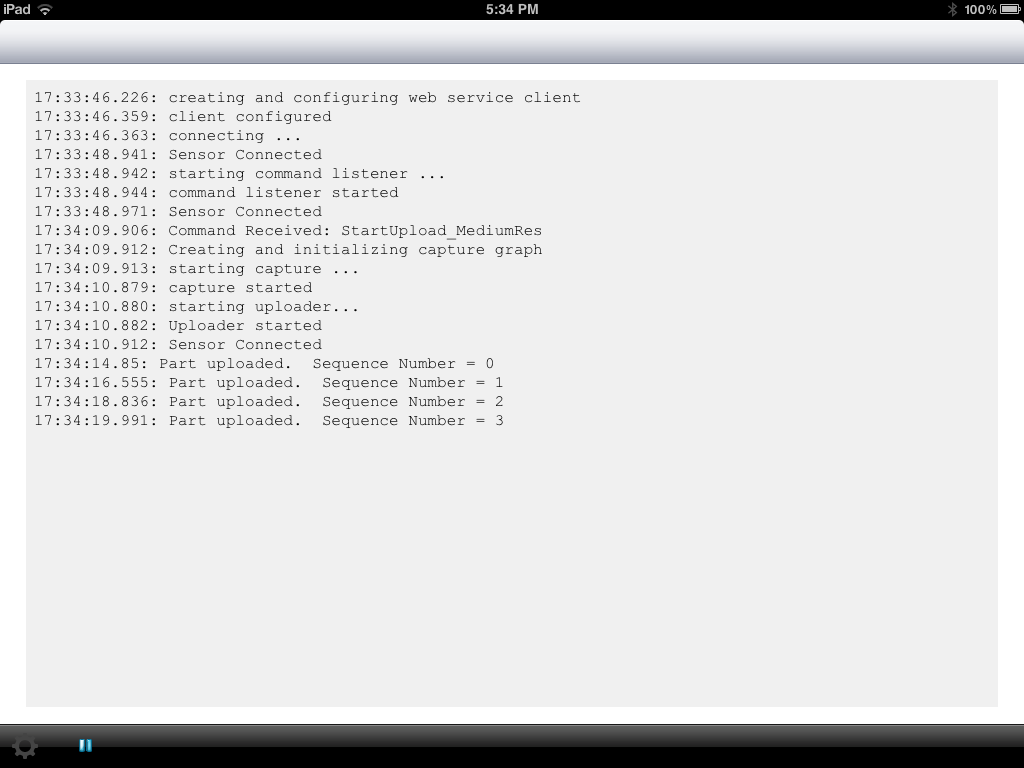 iPad 5:34 PM 100%
17:33:46.226: creating and configuring web service client
17:33:46.359: client configured
17:33:46.363: connecting ...
17:33:48.941: Sensor Connected
17:33:48.942: starting command listener ...
17:33:48.944: command listener started
17:33:48.971: Sensor Connected
17:34:09.906: Command Received: StartUpload_MediumRes
17:34:09.912: Creating and initializing capture graph
17:34:09.913: starting capture ...
17:34:10.879: capture started
17:34:10.880: starting uploader...
17:34:10.882: Uploader started
17:34:10.912: Sensor Connected
17:34:14.85: Part uploaded.  Sequence Number = 0
17:34:16.555: Part uploaded.  Sequence Number = 1
17:34:18.836: Part uploaded.  Sequence Number = 2
17:34:19.991: Part uploaded.  Sequence Number = 3